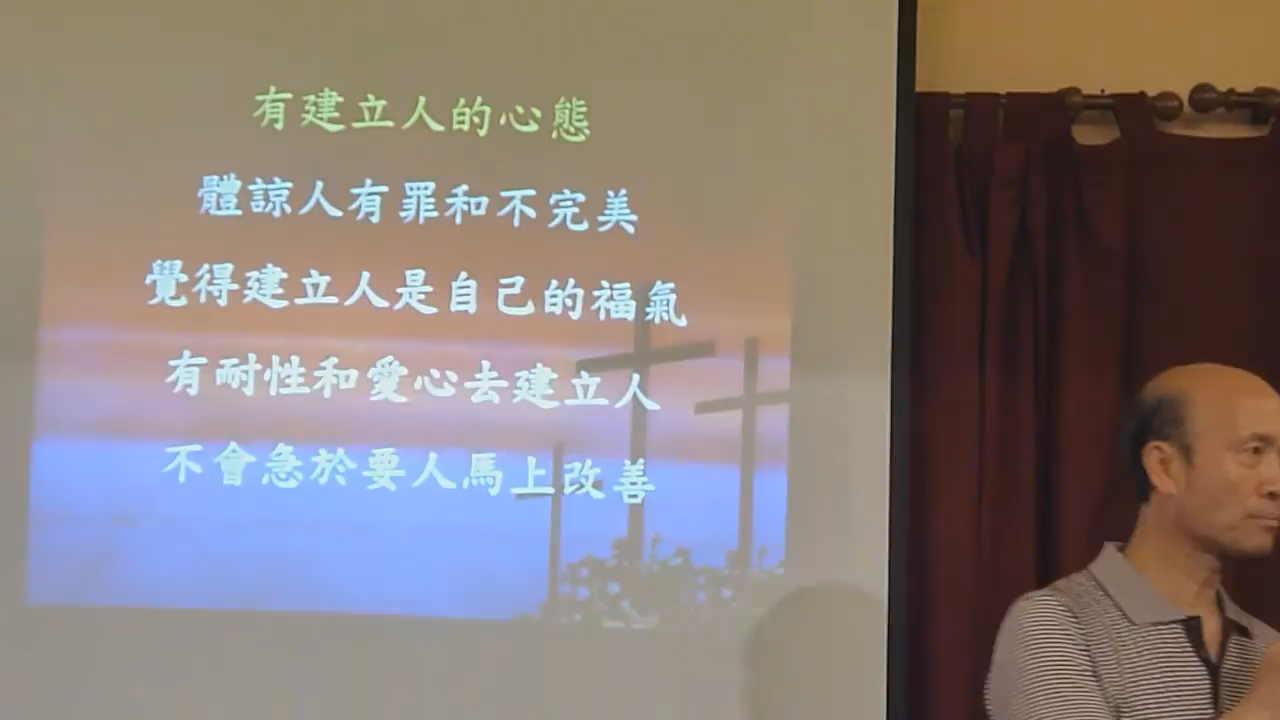 有建立人的心態
體諒人有罪和不完美
覺得建立人是自己的福氣
有耐性和愛心去建立人
不會急於要人馬上改善